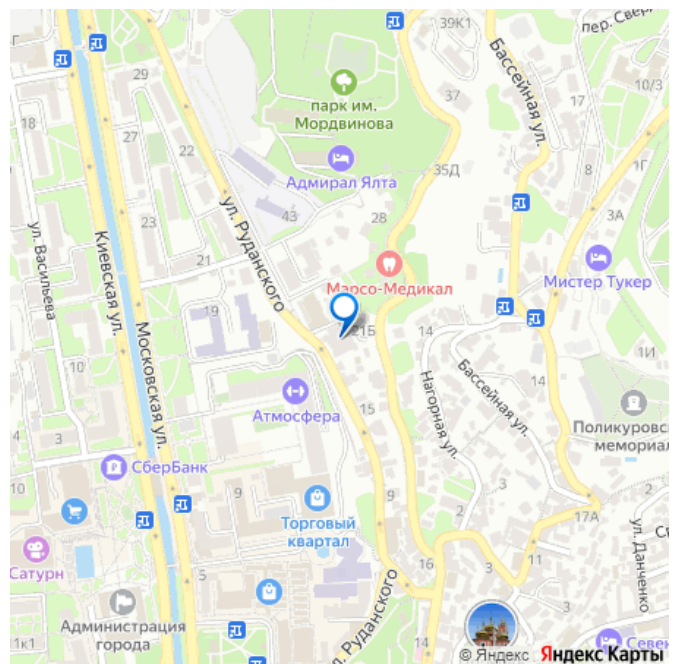 39К1
пер. Свер
Г
Бассейная ул.
29
37
10/3
парк им.
Мордвинова
17
18
27
22
Адмирал Ялта
35Д
8
1Г
ул. Руданского
43
28
3А
ул. Васильева
23
Киевская ул.
21
Марсо-Медикал
Мистер Тукер
19
Московская ул.
21Б
14
1И
Нагорная ул.
Бассейная ул.
14
Атмосфера
15
4
3
Поликуровс
мемориал
СберБанк
10
9
9
2
2
Торговый
квартал
17А
Сатурн
ул. Данченко
11
16
5
3
Администрация
города
3
ул. Руданского
14
1к1
3
Севе
© Яндекс Яндекс Карты